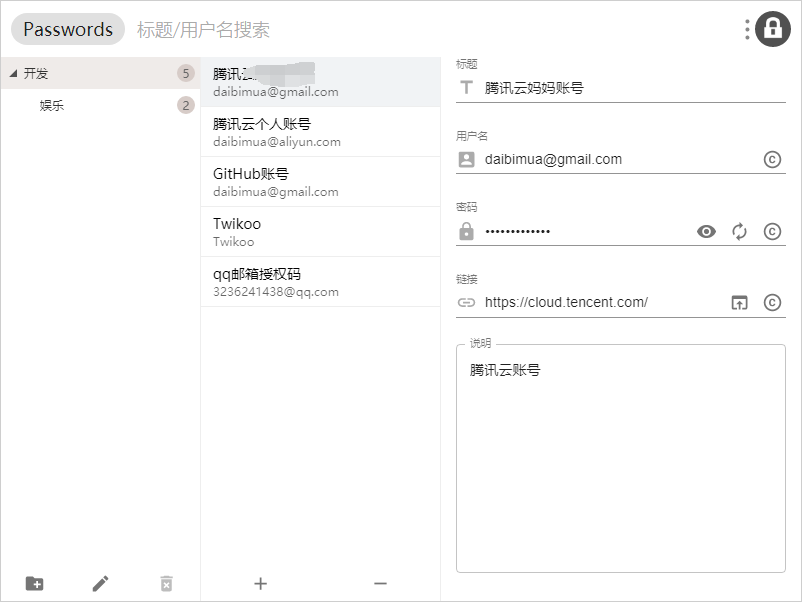 Passwords
标题/用户名搜索
开发
5
娱乐
2
腾讯云
daibimua@gmail.com
腾讯云个人账号
daibimua@aliyun.com
GitHub账号
daibimua@gmail.com
Twikoo
Twikoo
qq邮箱授权码
3236241438@qq.com
标题
腾讯云妈妈账号
用户名
daibimua@gmail.com
密码
•••••••••••••
链接
https://cloud.tencent.com/
说明
腾讯云账号